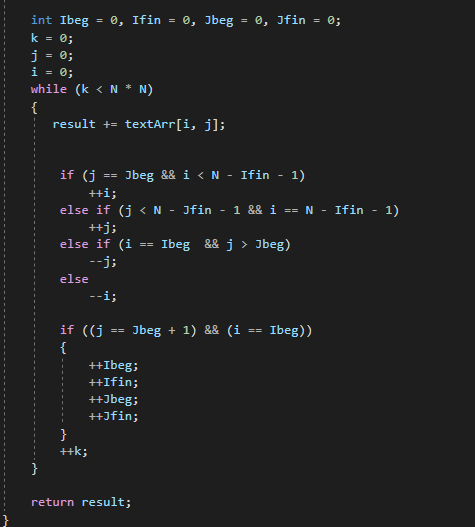 int Ibeg = 0, Ifin = 0, Jbeg = 0, Jfin = 0;
k = 0;
j = 0;
i = 0;
while (k < N * N)
{
result += textArr[i, j];
if (j == Jbeg && i < N - Ifin - 1)
++i;
else if (j < N - Jfin - 1 && i == N - Ifin - 1)
++j;
else if (i == Ibeg  && j > Jbeg)
--j;
else
--i;
if ((j == Jbeg + 1) && (i == Ibeg))
{
++Ibeg;
++Ifin;
++Jbeg;
++Jfin;
}
++k;
}
return result;
}